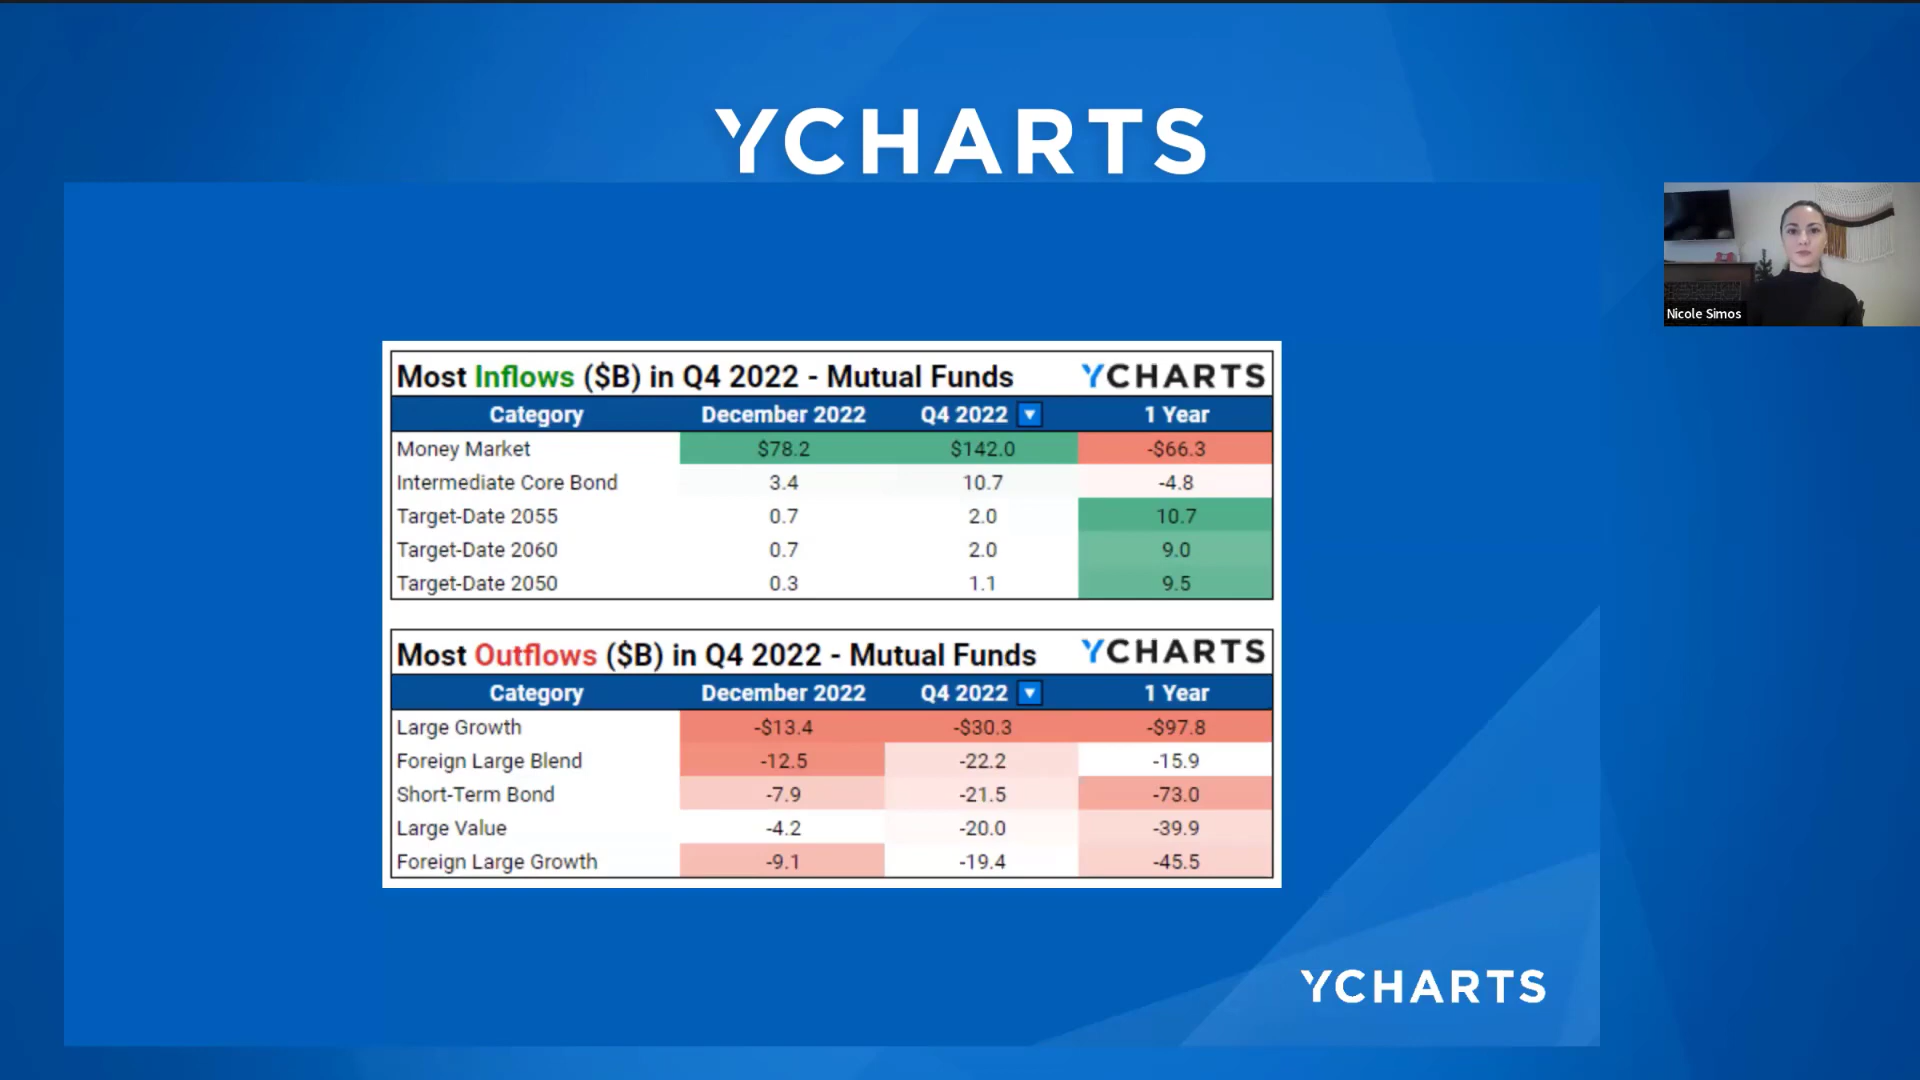 YCHARTS
Nicole Simos
Most Inflows ($B) in Q4 2022 - Mutual Funds YCHARTS
Category December 2022 Q4 2022 1 Year
Money Market $78.2 $142.0 -$66.3
Intermediate Core Bond 3.4 10.7 -4.8
Target-Date 2055 0.7 2.0 10.7
Target-Date 2060 0.7 2.0 9.0
Target-Date 2050 0.3 1.1 9.5
Most Outflows ($B) in Q4 2022 - Mutual Funds YCHARTS
Category December 2022 Q4 2022 1 Year
Large Growth -$13.4 -$30.3 -$97.8
Foreign Large Blend -12.5 -22.2 -15.9
Short-Term Bond -7.9 -21.5 -73.0
Large Value -4.2 -20.0 -39.9
Foreign Large Growth -9.1 -19.4 -45.5
YCHARTS